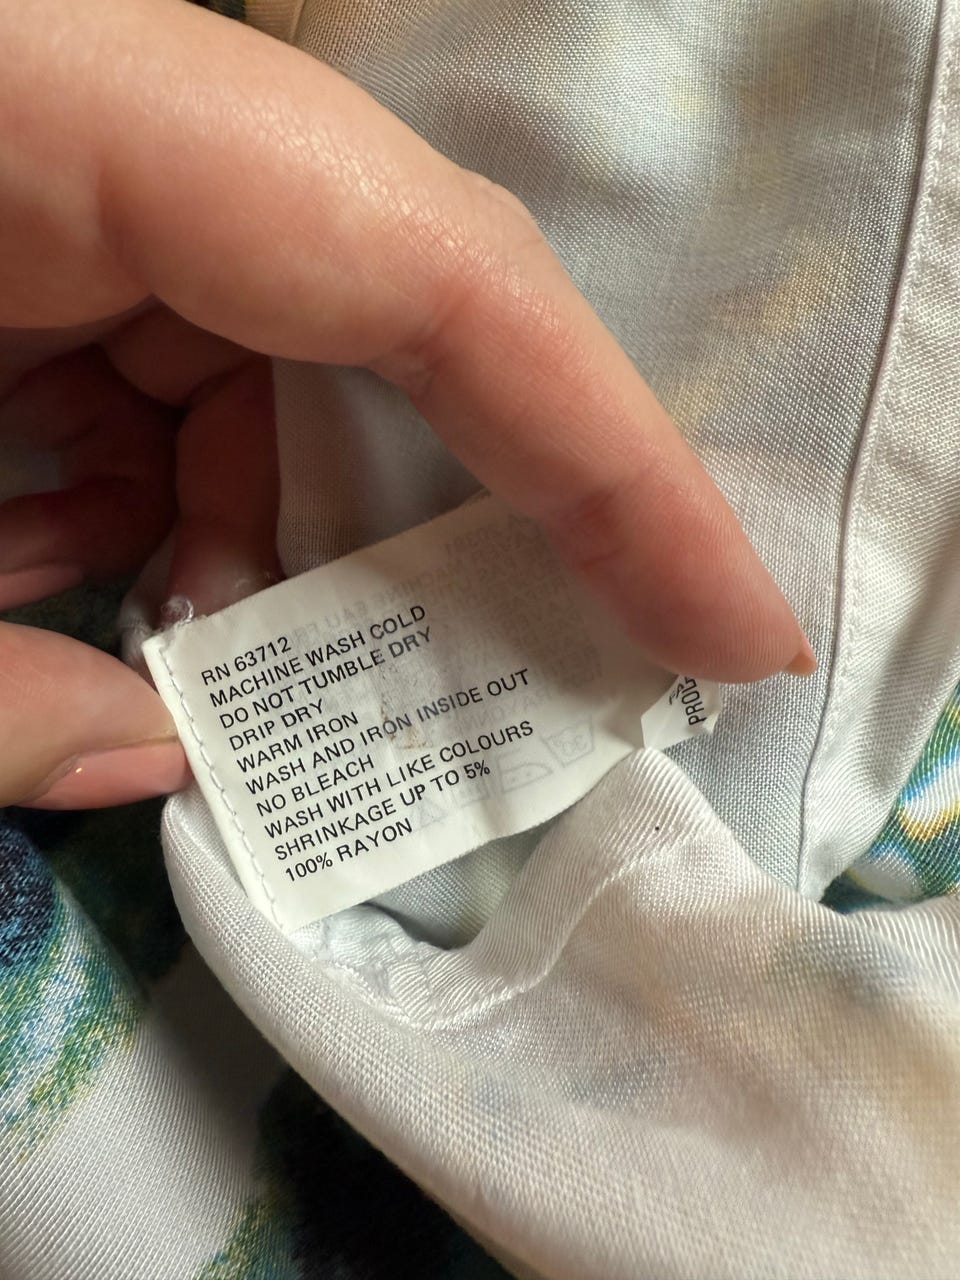 RN 63712
MACHINE WASH COLD
DO NOT TUMBLE DRY
DRIP DRY
WARM IRON
WASH AND IRON INSIDE OUT
NO BLEACH
WASH WITH LIKE COLOURS
SHRINKAGE UP TO 5%
100% RAYON